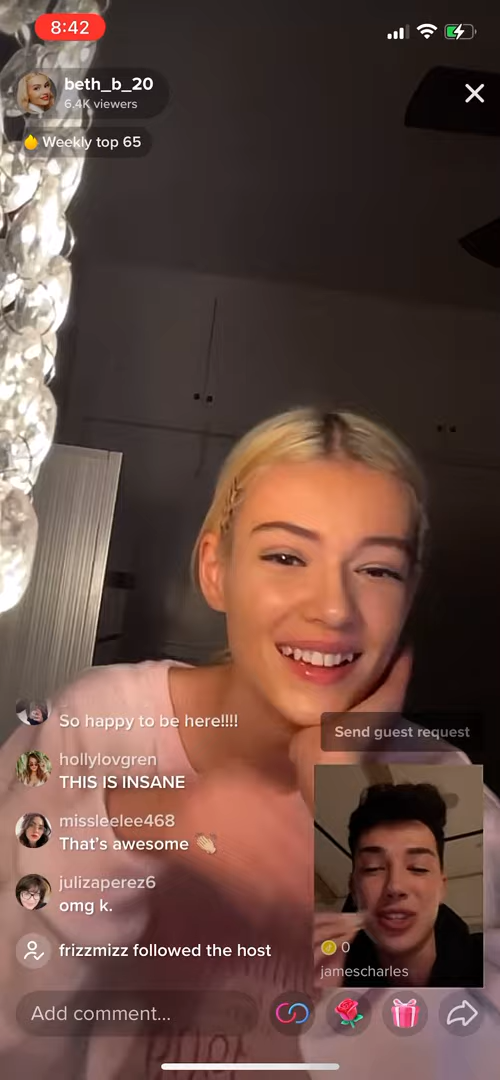 8:42
beth_b_20
6.4K viewers
Weekly top 65
So happy to be here!!!!
Send guest request
hollylovgren
THIS IS INSANE
missleelee468
That's awesome 👏🏻
julizaperez6
omg k.
frizzmizz followed the host
0
jamescharles
Add comment...